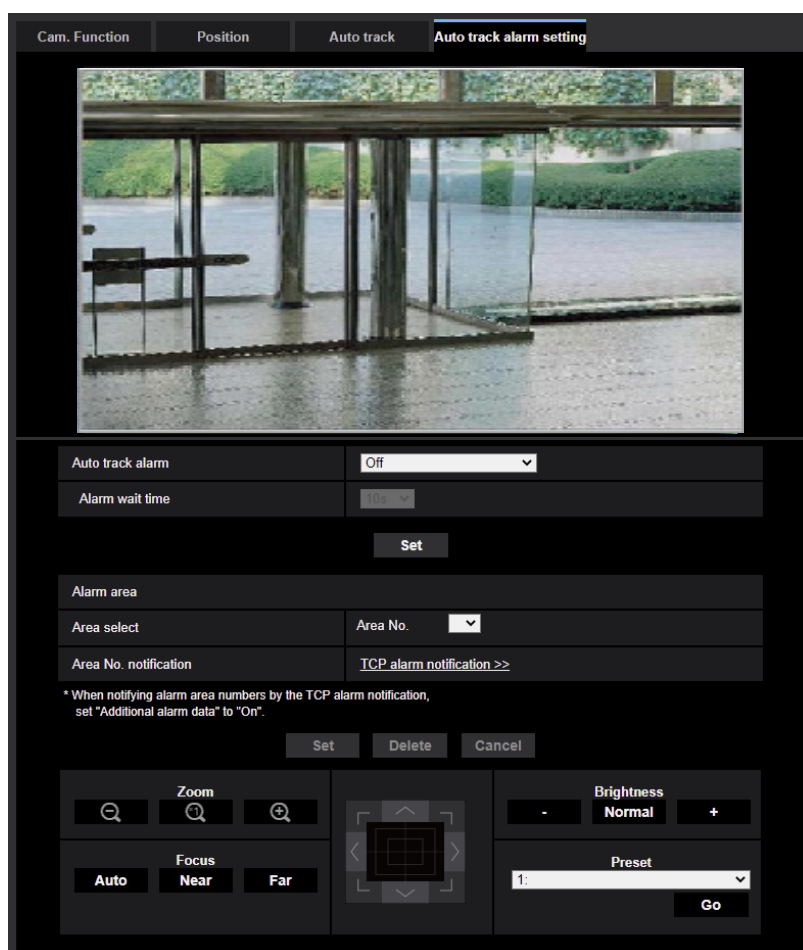 Cam. Function Position Auto track Auto track alarm setting
Auto track alarm Off
Alarm wait time 10s
Set
Alarm area
Area select Area No.
Area No. notification TCP alarm notification >>
* When notifying alarm area numbers by the TCP alarm notification,
set "Additional alarm data" to "On".
Set Delete Cancel
Zoom
×1
Brightness
- Normal +
Focus
Auto Near Far
Preset
1:
Go